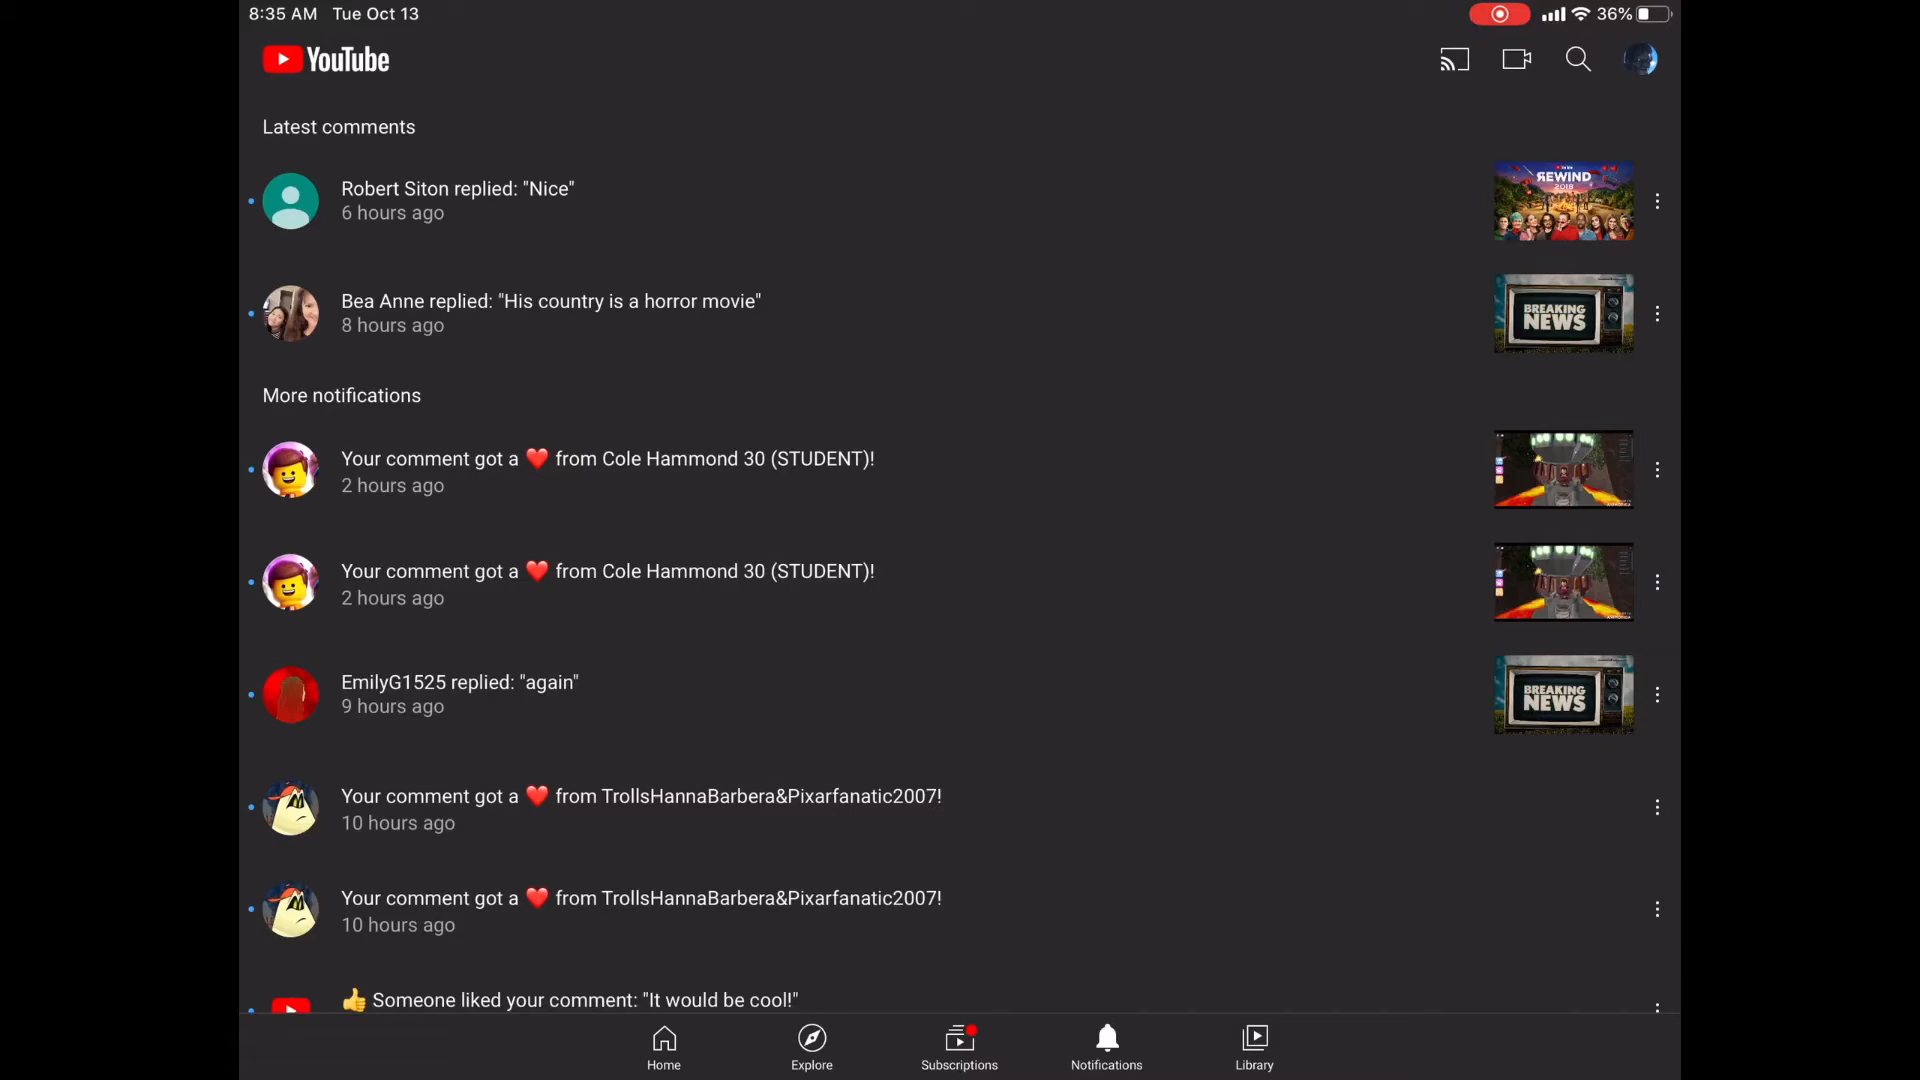 8:35 AM Tue Oct 13
36%
YouTube
Latest comments
Robert Siton replied: "Nice"
6 hours ago
REWIND
2018
Bea Anne replied: "His country is a horror movie"
8 hours ago
BREAKING
NEWS
More notifications
Your comment got a ❤️ from Cole Hammond 30 (STUDENT)!
2 hours ago
Your comment got a ❤️ from Cole Hammond 30 (STUDENT)!
2 hours ago
EmilyG1525 replied: "again"
9 hours ago
BREAKING
NEWS
Your comment got a ❤️ from TrollsHannaBarbera&Pixarfanatic2007!
10 hours ago
Your comment got a ❤️ from TrollsHannaBarbera&Pixarfanatic2007!
10 hours ago
👍 Someone liked your comment: "It would be cool!"
Home
Explore
Subscriptions
Notifications
Library